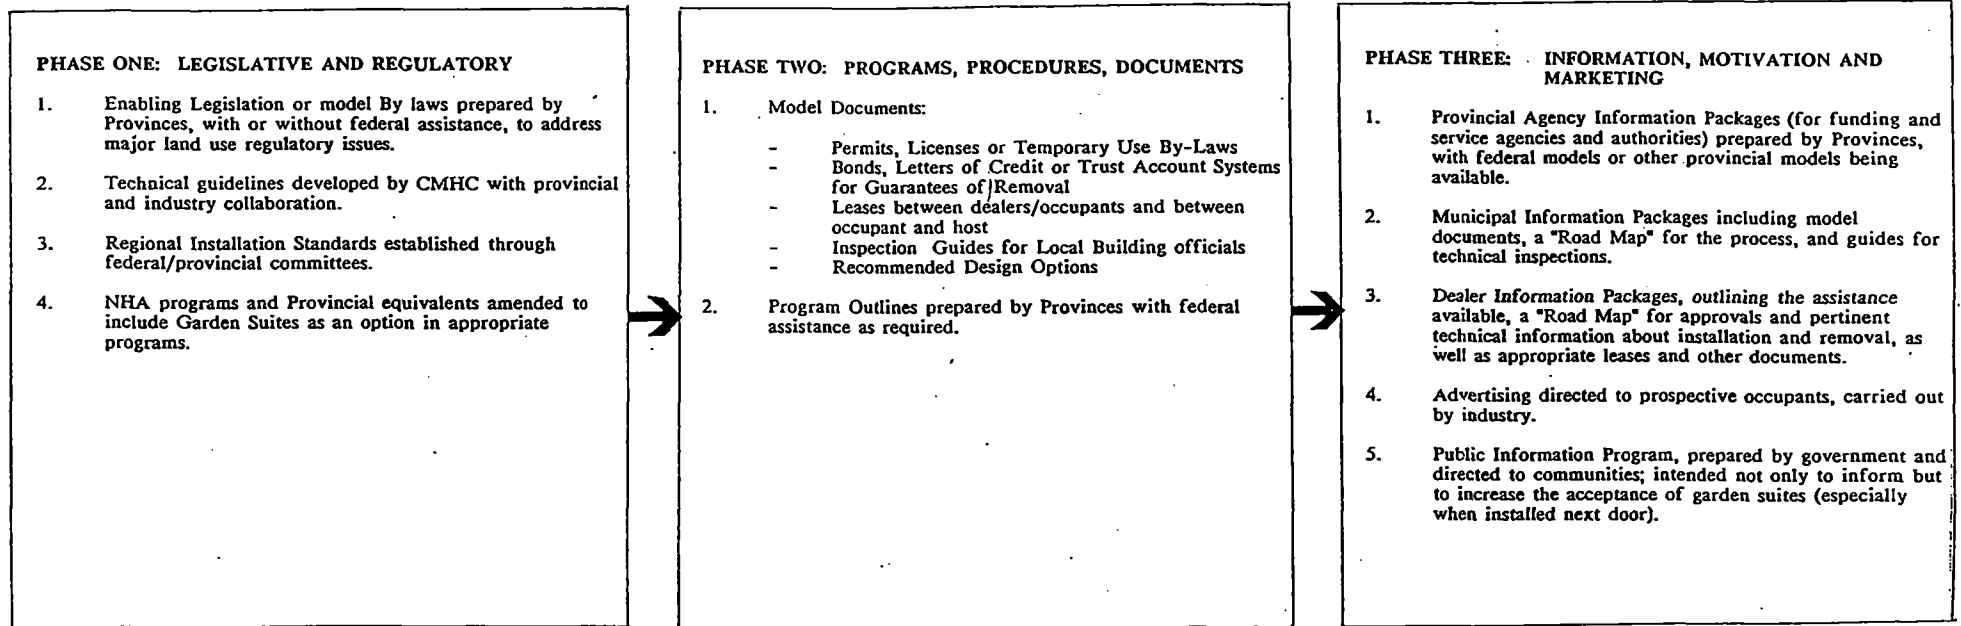 PHASE ONE: LEGISLATIVE AND REGULATORY
1. Enabling Legislation or model By laws prepared by
Provinces, with or without federal assistance, to address
major land use regulatory issues.
2. Technical guidelines developed by CMHC with provincial
and industry collaboration.
3. Regional Installation Standards established through
federal/provincial committees.
4. NHA programs and Provincial equivalents amended to
include Garden Suites as an option in appropriate
programs.
PHASE TWO: PROGRAMS, PROCEDURES, DOCUMENTS
1. Model Documents:
- Permits, Licenses or Temporary Use By-Laws
- Bonds, Letters of Credit or Trust Account Systems
for Guarantees of Removal
- Leases between dealers/occupants and between
occupant and host
- Inspection Guides for Local Building officials
- Recommended Design Options
2. Program Outlines prepared by Provinces with federal
assistance as required.
PHASE THREE: INFORMATION, MOTIVATION AND
MARKETING
1. Provincial Agency Information Packages (for funding and
service agencies and authorities) prepared by Provinces,
with federal models or other provincial models being
available.
2. Municipal Information Packages including model
documents, a "Road Map" for the process, and guides for
technical inspections.
3. Dealer Information Packages, outlining the assistance
available, a "Road Map" for approvals and pertinent
technical information about installation and removal, as
well as appropriate leases and other documents.
4. Advertising directed to prospective occupants, carried out
by industry.
5. Public Information Program, prepared by government and
directed to communities; intended not only to inform but
to increase the acceptance of garden suites (especially
when installed next door).